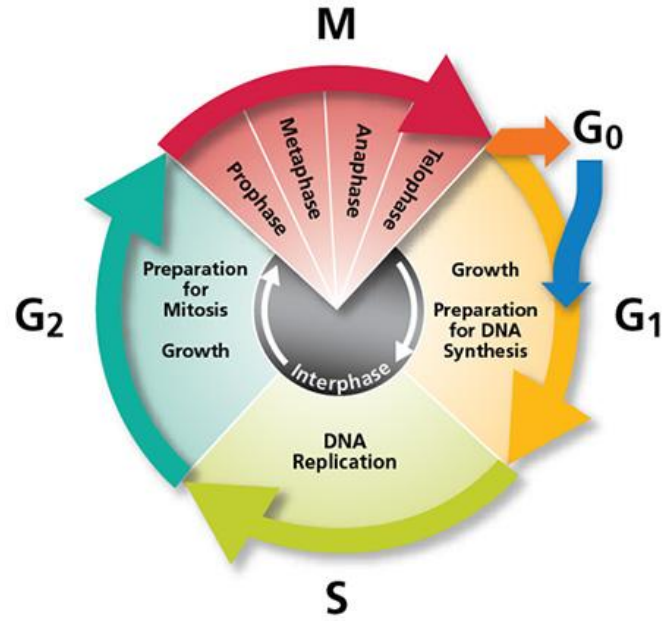 M
G0
Prophase
Metaphase
Anaphase
Telophase
G2
Preparation
for
Mitosis
Growth
Growth
Preparation
for DNA
Synthesis
G1
Interphase
DNA
Replication
S